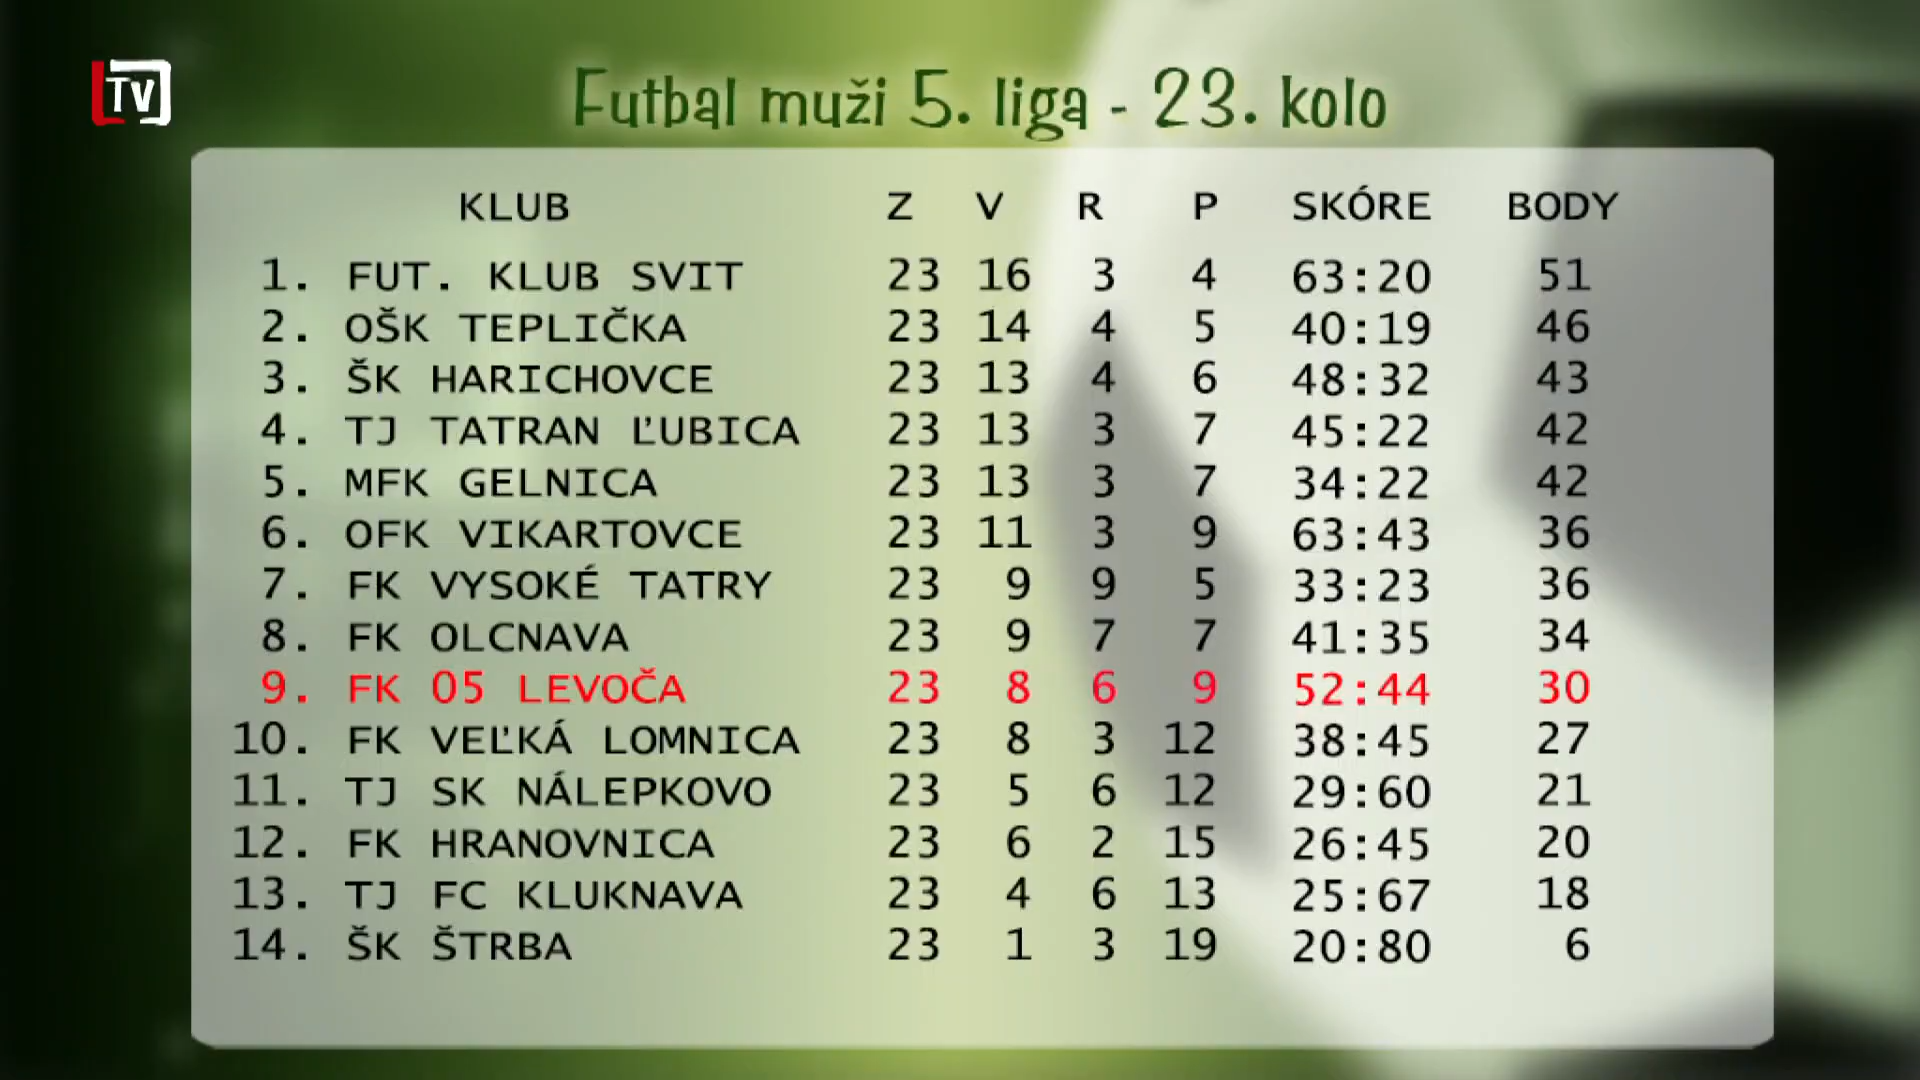 TV
Futbal muži 5. liga - 23. kolo
KLUB Z V R P SKÓRE BODY
1. FUT. KLUB SVIT 23 16 3 4 63:20 51
2. OŠK TEPLIČKA 23 14 4 5 40:19 46
3. ŠK HARICHOVCE 23 13 4 6 48:32 43
4. TJ TATRAN ĽUBICA 23 13 3 7 45:22 42
5. MFK GELNICA 23 13 3 7 34:22 42
6. OFK VIKARTOVCE 23 11 3 9 63:43 36
7. FK VYSOKÉ TATRY 23 9 9 5 33:23 36
8. FK OLCNAVA 23 9 7 7 41:35 34
9. FK 05 LEVOČA 23 8 6 9 52:44 30
10. FK VEĽKÁ LOMNICA 23 8 3 12 38:45 27
11. TJ SK NÁLEPKOVO 23 5 6 12 29:60 21
12. FK HRANOVNICA 23 6 2 15 26:45 20
13. TJ FC KLUKNAVA 23 4 6 13 25:67 18
14. ŠK ŠTRBA 23 1 3 19 20:80 6